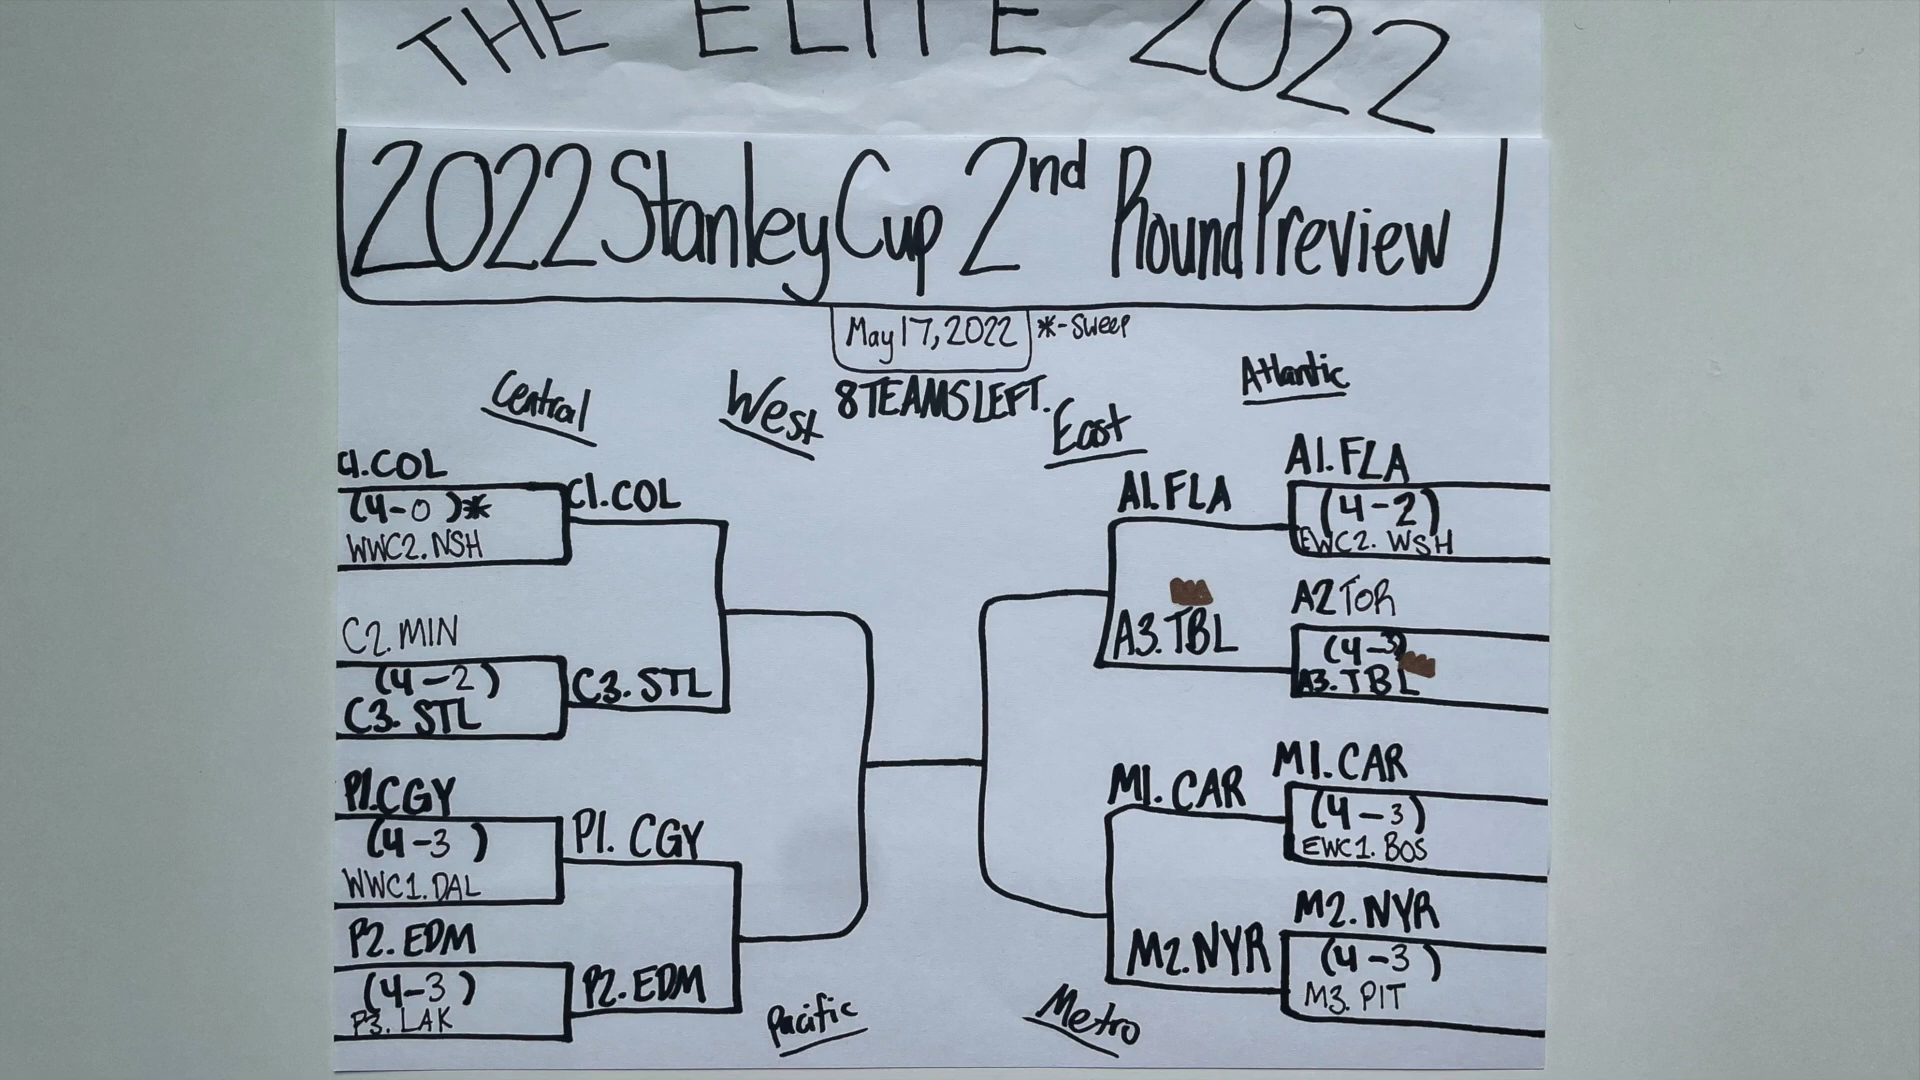 THE ELITE 2022
2022 Stanley Cup 2nd Round Preview
May 17, 2022 *-Sweep
8 TEAMS LEFT.
Central
West
East
Atlantic
C1.COL
(4-0)*
WWC2. NSH
C1.COL
C2. MIN
(4-2)
C3. STL
C3. STL
P1.CGY
(4-3)
WWC1. DAL
P1. CGY
P2. EDM
(4-3)
P3. LAK
P2. EDM
Pacific
A1.FLA
A1. FLA
(4-2)
EWC2. WSH
A3. TBL
A2 TOR
(4-3)
A3. TBL
M1. CAR
M1. CAR
(4-3)
EWC1. BOS
M2. NYR
M2. NYR
(4-3)
M3. PIT
Metro